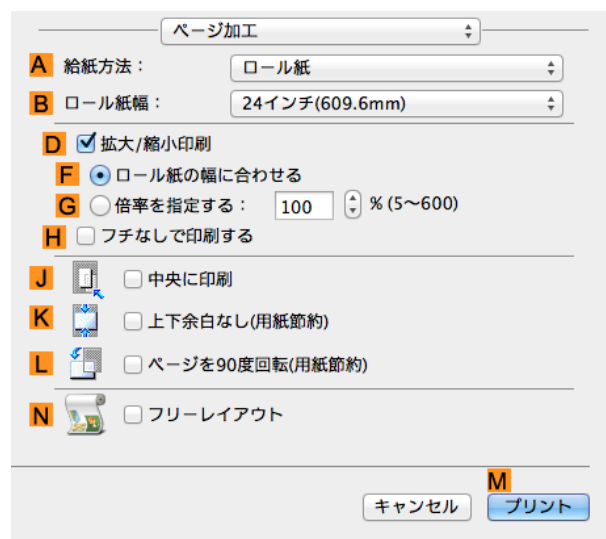 ページ加工
A 給紙方法： ロール紙
B ロール紙幅： 24インチ(609.6mm)
D 拡大/縮小印刷
F ロール紙の幅に合わせる
G 倍率を指定する： 100 % (5〜600)
H フチなしで印刷する
J 中央に印刷
K 上下余白なし(用紙節約)
L ページを90度回転(用紙節約)
N フリーレイアウト
M
キャンセル プリント